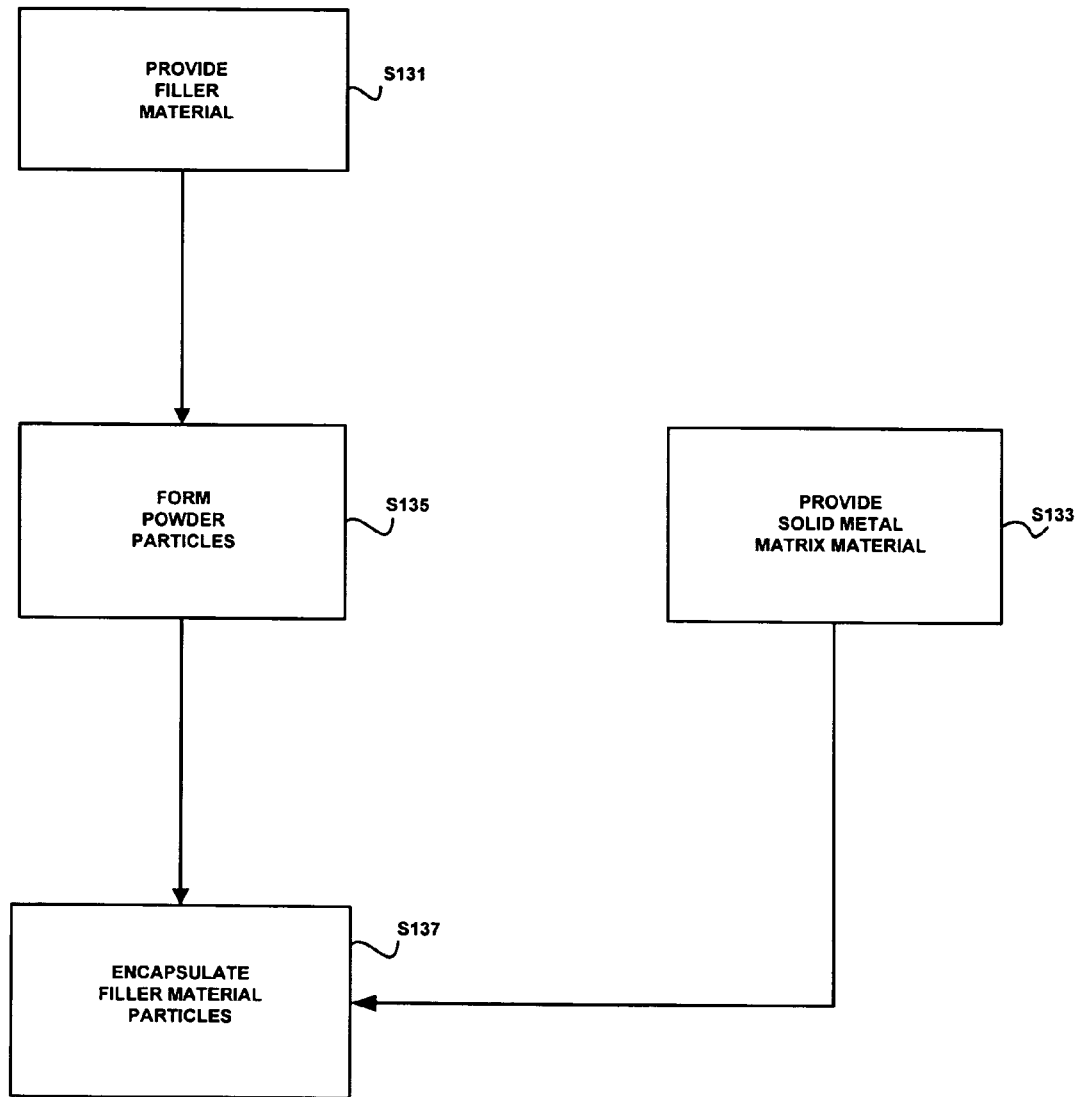 PROVIDE
FILLER
MATERIAL
S131
FORM
POWDER
PARTICLES
S135
PROVIDE
SOLID METAL
MATRIX MATERIAL
S133
ENCAPSULATE
FILLER MATERIAL
PARTICLES
S137